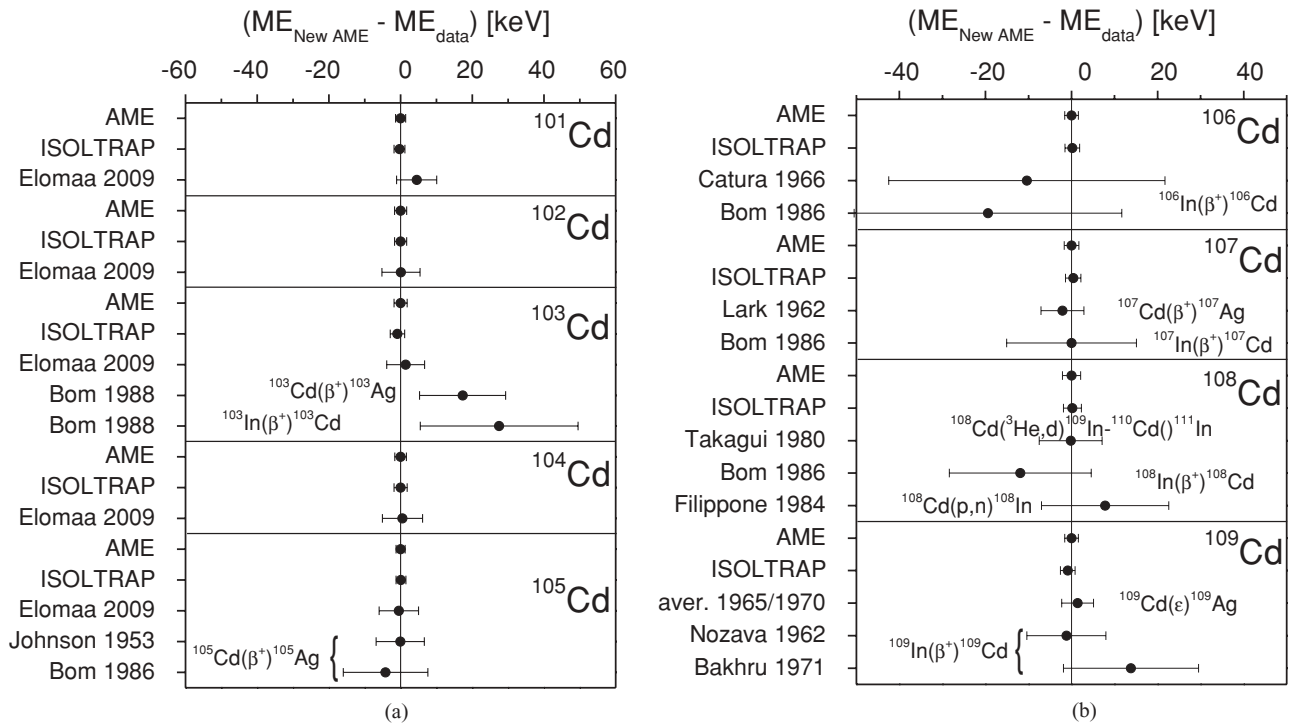 (ME_New AME - ME_data) [keV]
-60 -40 -20 0 20 40 60
AME
ISOLTRAP
Elomaa 2009
¹⁰¹Cd
AME
ISOLTRAP
Elomaa 2009
¹⁰²Cd
AME
ISOLTRAP
Elomaa 2009
Bom 1988
Bom 1988
¹⁰³Cd
¹⁰³Cd(β⁺)¹⁰³Ag
¹⁰³In(β⁺)¹⁰³Cd
AME
ISOLTRAP
Elomaa 2009
¹⁰⁴Cd
AME
ISOLTRAP
Elomaa 2009
Johnson 1953
Bom 1986
¹⁰⁵Cd
¹⁰⁵Cd(β⁺)¹⁰⁵Ag {
(a)
(ME_New AME - ME_data) [keV]
-40 -20 0 20 40
AME
ISOLTRAP
Catura 1966
Bom 1986
¹⁰⁶Cd
¹⁰⁶In(β⁺)¹⁰⁶Cd
AME
ISOLTRAP
Lark 1962
Bom 1986
¹⁰⁷Cd
¹⁰⁷Cd(β⁺)¹⁰⁷Ag
¹⁰⁷In(β⁺)¹⁰⁷Cd
AME
ISOLTRAP
Takagui 1980
Bom 1986
Filippone 1984
¹⁰⁸Cd
¹⁰⁸Cd(³He,d)¹⁰⁹In-¹¹⁰Cd()¹¹¹In
¹⁰⁸In(β⁺)¹⁰⁸Cd
¹⁰⁸Cd(p,n)¹⁰⁸In
AME
ISOLTRAP
aver. 1965/1970
Nozava 1962
Bakhru 1971
¹⁰⁹Cd
¹⁰⁹Cd(ε)¹⁰⁹Ag
¹⁰⁹In(β⁺)¹⁰⁹Cd {
(b)